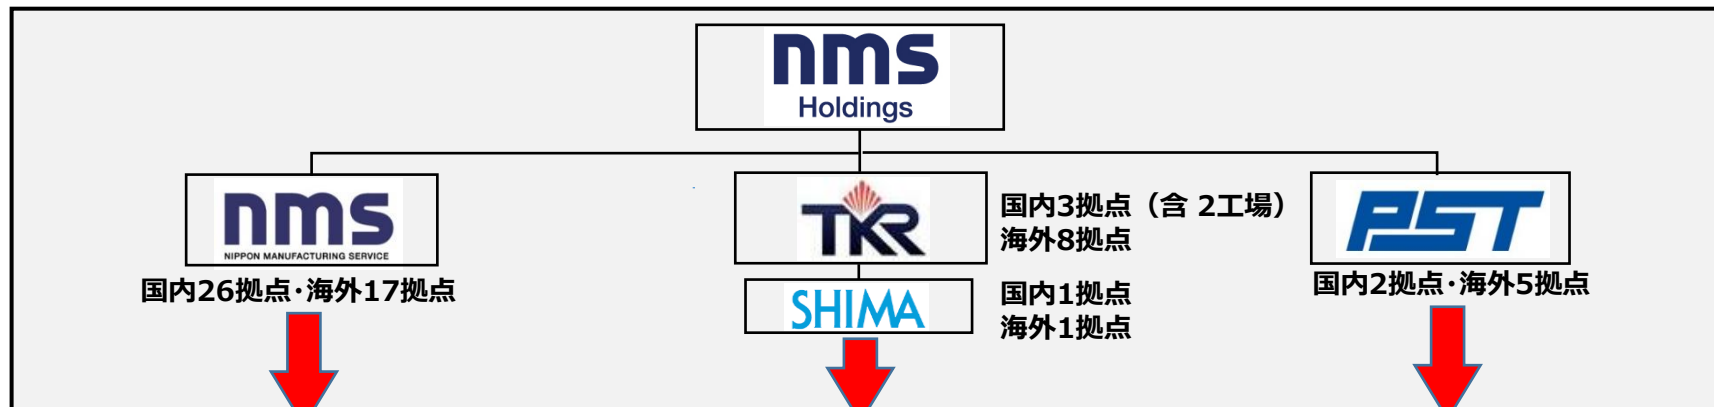 nms
Holdings
nms
NIPPON MANUFACTURING SERVICE
国内26拠点・海外17拠点
TKR
国内3拠点（含 2工場）
海外8拠点
SHIMA
国内1拠点
海外1拠点
PST
国内2拠点・海外5拠点